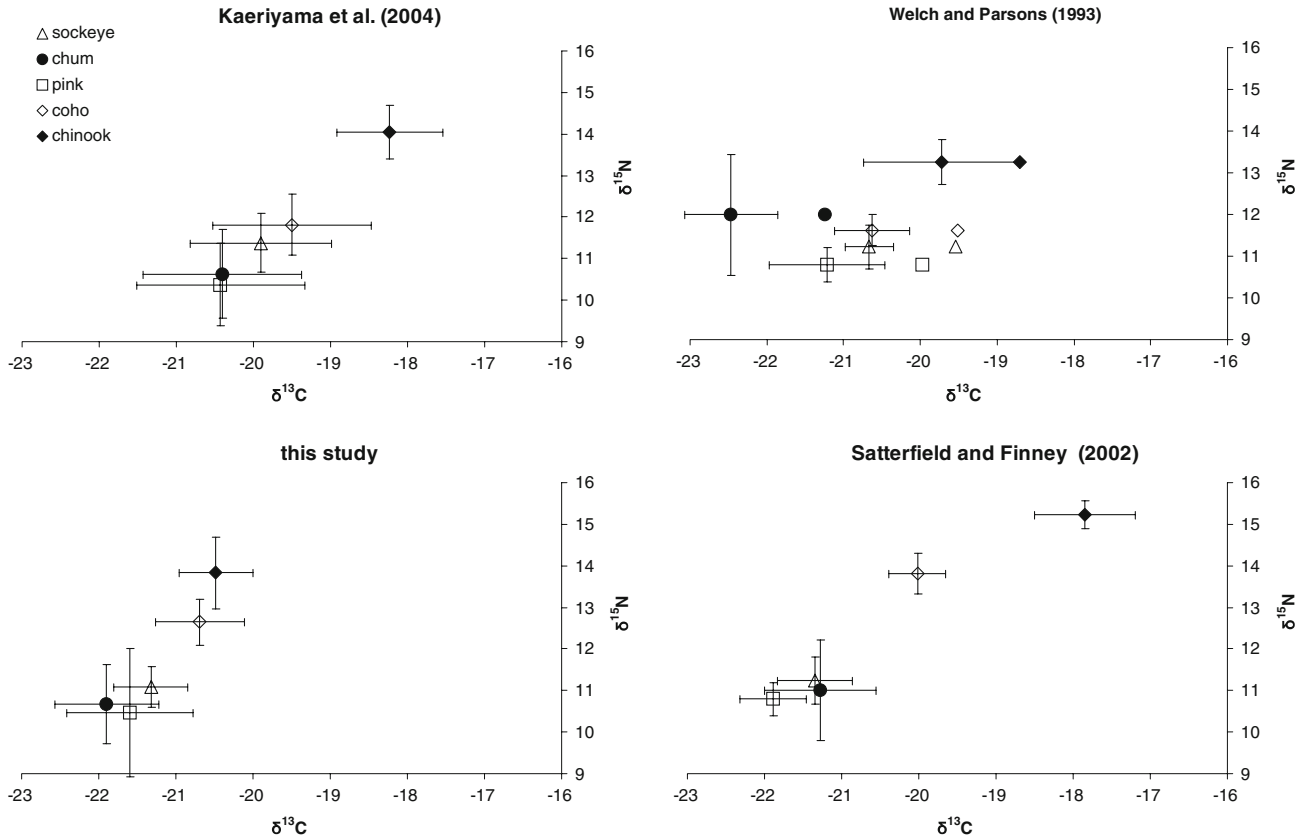 Kaeriyama et al. (2004)
sockeye
chum
pink
coho
chinook
16
15
14
13
12
11
10
9
δ15N
-23 -22 -21 -20 -19 -18 -17 -16
δ13C
Welch and Parsons (1993)
16
15
14
13
12
11
10
9
δ15N
-23 -22 -21 -20 -19 -18 -17 -16
δ13C
this study
16
15
14
13
12
11
10
9
δ15N
-23 -22 -21 -20 -19 -18 -17 -16
δ13C
Satterfield and Finney (2002)
16
15
14
13
12
11
10
9
δ15N
-23 -22 -21 -20 -19 -18 -17 -16
δ13C